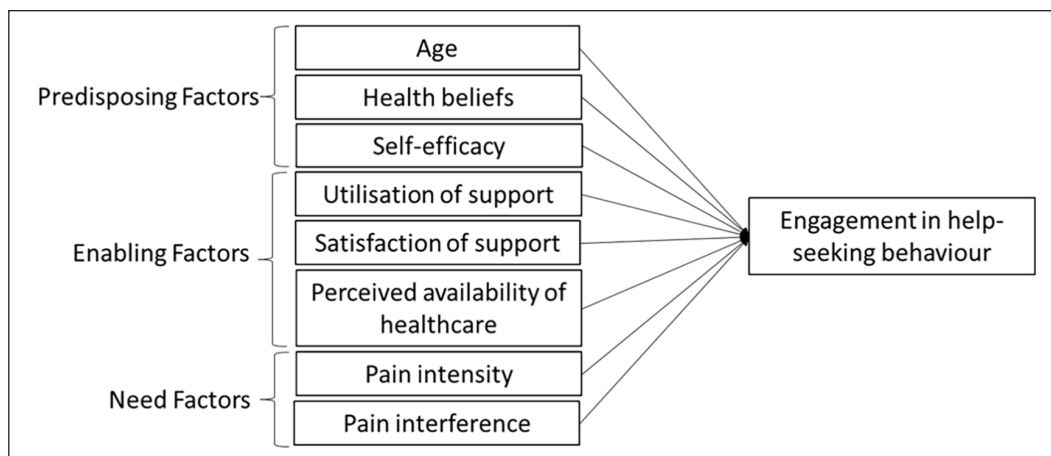 Predisposing Factors
Age
Health beliefs
Self-efficacy
Enabling Factors
Utilisation of support
Satisfaction of support
Perceived availability of
healthcare
Need Factors
Pain intensity
Pain interference
Engagement in help-
seeking behaviour